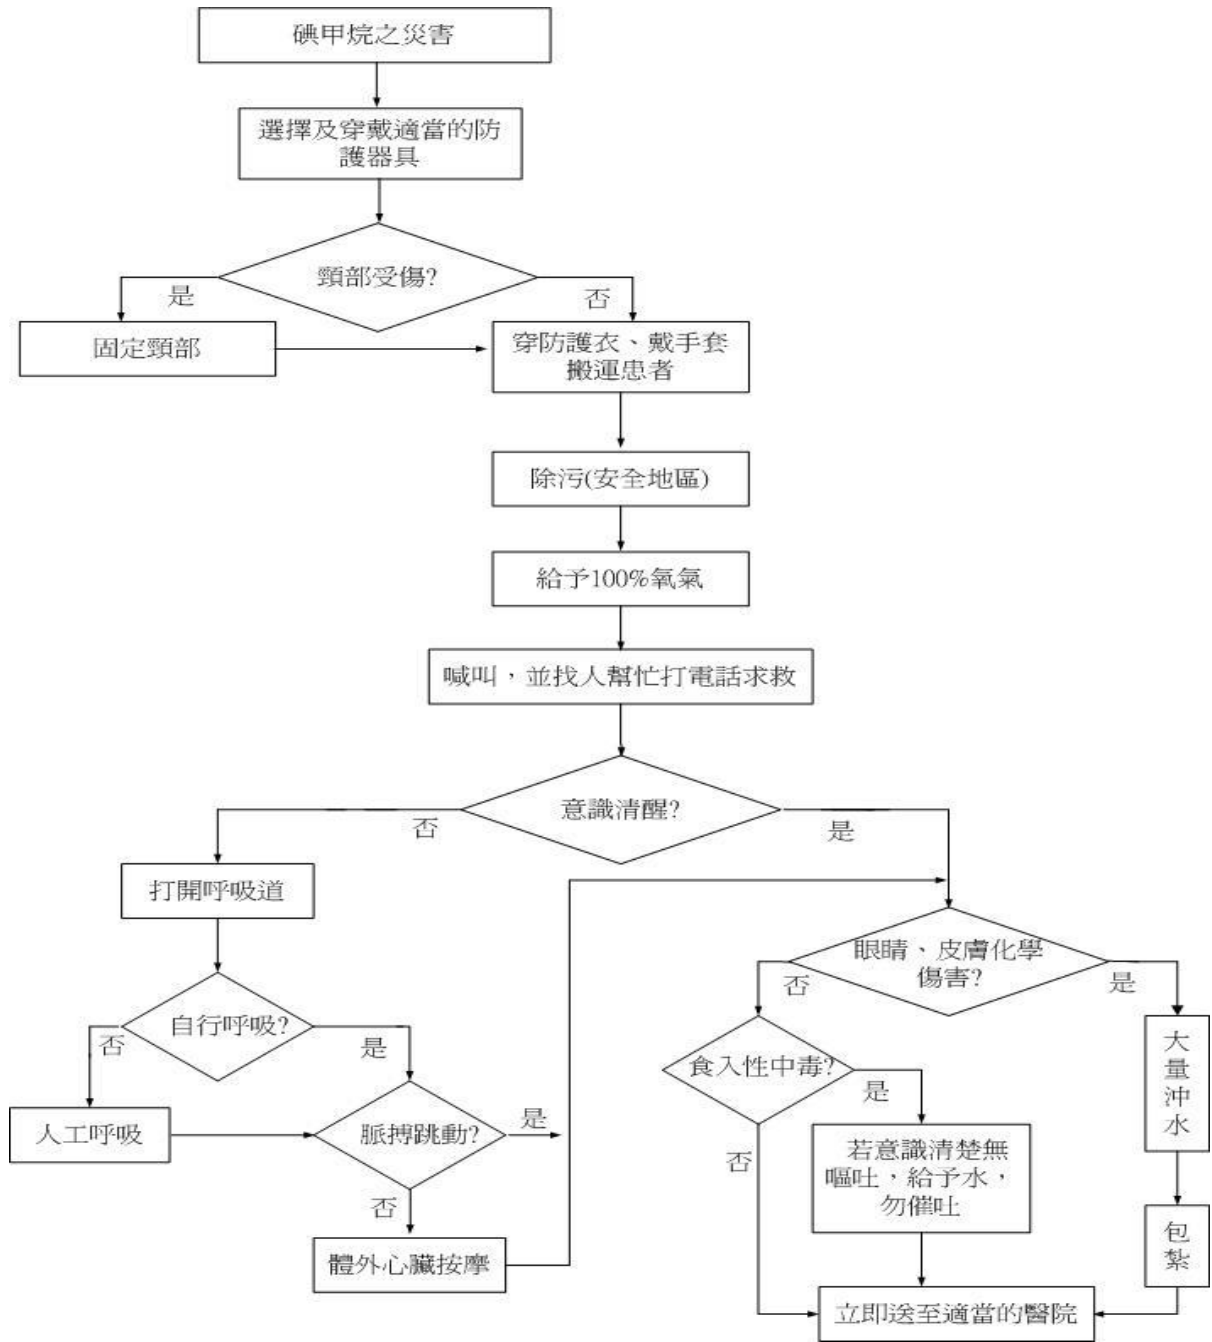 碘甲烷之災害
選擇及穿戴適當的防
護器具
頸部受傷?
是
否
固定頸部
穿防護衣、戴手套
搬運患者
除污(安全地區)
給予100%氧氣
喊叫，並找人幫忙打電話求救
意識清醒?
否
是
打開呼吸道
眼睛、皮膚化學
傷害?
否
是
自行呼吸?
否
是
食入性中毒?
是
否
大
量
沖
水
人工呼吸
脈搏跳動?
是
否
若意識清楚無
嘔吐，給予水，
勿催吐
包
紮
體外心臟按摩
立即送至適當的醫院